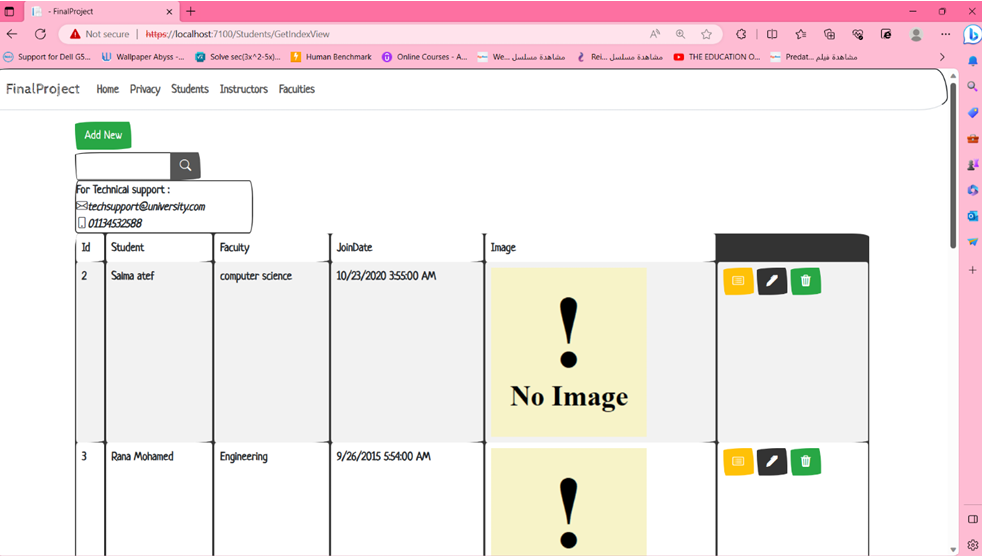 - FinalProject
Not secure | https://localhost:7100/Students/GetIndexView
Support for Dell G5...
Wallpaper Abyss -...
Solve sec(3x^2-5x)...
Human Benchmark
Online Courses - A...
We... مشاهدة مسلسل
Rei... مشاهدة مسلسل
THE EDUCATION O...
Predat... مشاهدة فيلم
FinalProject Home Privacy Students Instructors Faculties
Add New
For Technical support :
techsupport@university.com
01134532588
Id Student Faculty JoinDate Image
2 Salma atef computer science 10/23/2020 3:55:00 AM
!
No Image
3 Rana Mohamed Engineering 9/26/2015 5:54:00 AM
!